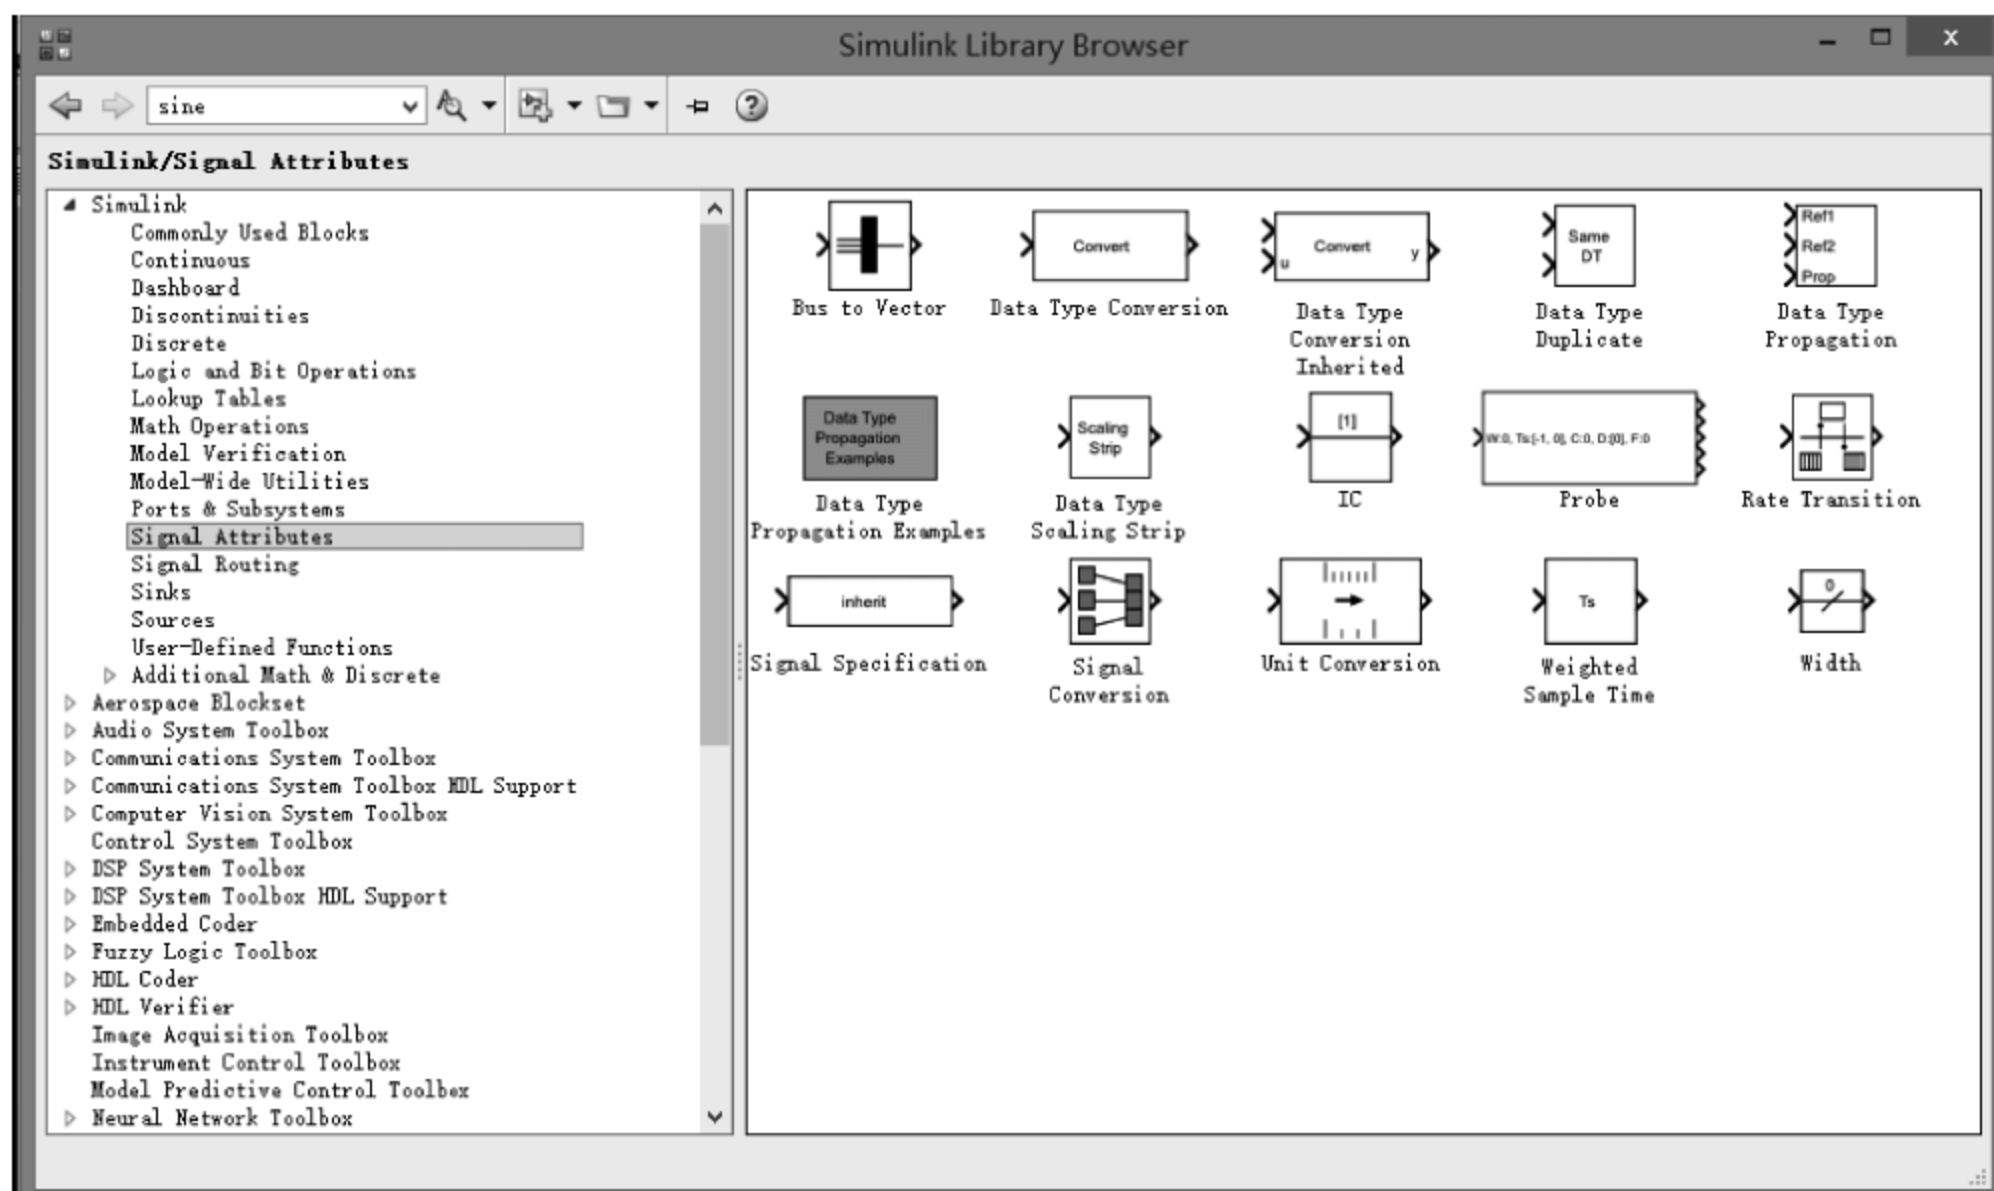 Simulink Library Browser
sine
Simulink/Signal Attributes
Simulink
Commonly Used Blocks
Continuous
Dashboard
Discontinuities
Discrete
Logic and Bit Operations
Lookup Tables
Math Operations
Model Verification
Model-Wide Utilities
Ports & Subsystems
Signal Attributes
Signal Routing
Sinks
Sources
User-Defined Functions
Additional Math & Discrete
Aerospace Blockset
Audio System Toolbox
Communications System Toolbox
Communications System Toolbox HDL Support
Computer Vision System Toolbox
Control System Toolbox
DSP System Toolbox
DSP System Toolbox HDL Support
Embedded Coder
Fuzzy Logic Toolbox
HDL Coder
HDL Verifier
Image Acquisition Toolbox
Instrument Control Toolbox
Model Predictive Control Toolbox
Neural Network Toolbox
Bus to Vector
Convert
Data Type Conversion
u Convert y
Data Type
Conversion
Inherited
Same
DT
Data Type
Duplicate
Ref1
Ref2
Prop
Data Type
Propagation
Data Type
Propagation
Examples
Data Type
Propagation Examples
Scaling
Strip
Data Type
Scaling Strip
[1]
IC
W:0, Ts:[-1, 0], C:0, D:[0], F:0
Probe
Rate Transition
inherit
Signal Specification
Signal
Conversion
Unit Conversion
Ts
Weighted
Sample Time
0
Width